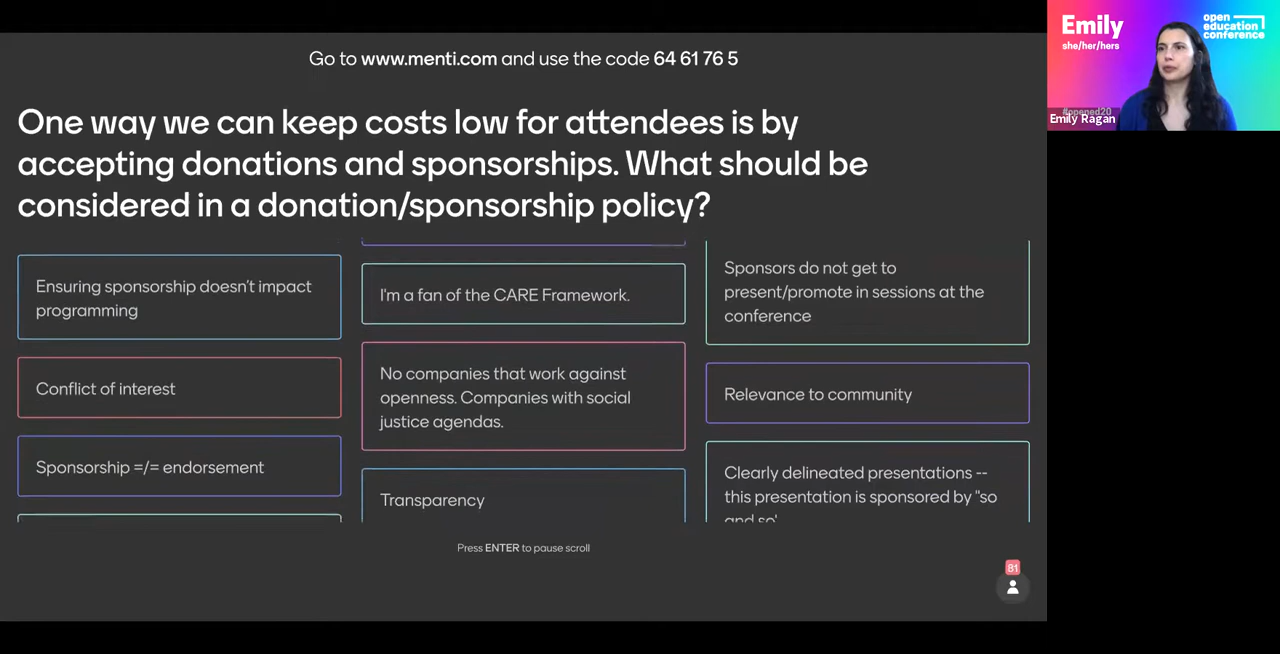 Go to www.menti.com and use the code 64 61 76 5
One way we can keep costs low for attendees is by
accepting donations and sponsorships. What should be
considered in a donation/sponsorship policy?
Ensuring sponsorship doesn't impact
programming
Conflict of interest
Sponsorship =/= endorsement
I'm a fan of the CARE Framework.
No companies that work against
openness. Companies with social
justice agendas.
Transparency
Sponsors do not get to
present/promote in sessions at the
conference
Relevance to community
Clearly delineated presentations --
this presentation is sponsored by "so
and so'
Press ENTER to pause scroll
81
Emily
she/her/hers
open
education
conference
#opened20
Emily Ragan